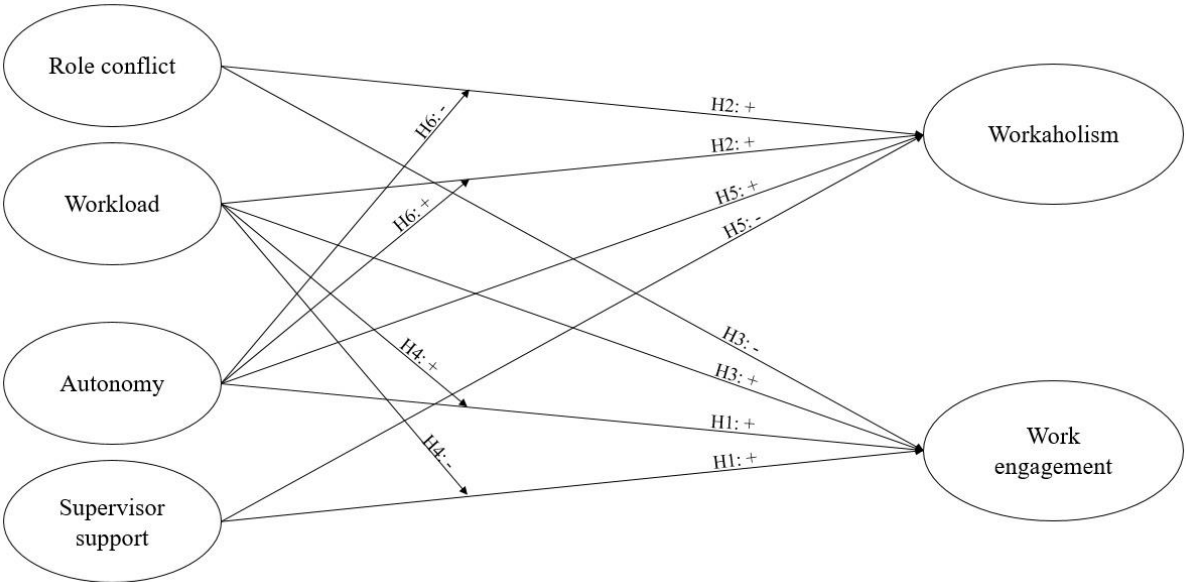 Role conflict
Workload
Autonomy
Supervisor
support
H6: -
H6: +
H4: +
H4: -
H2: +
H2: +
H5: +
H5: -
H3: -
H3: +
H1: +
H1: +
Workaholism
Work
engagement